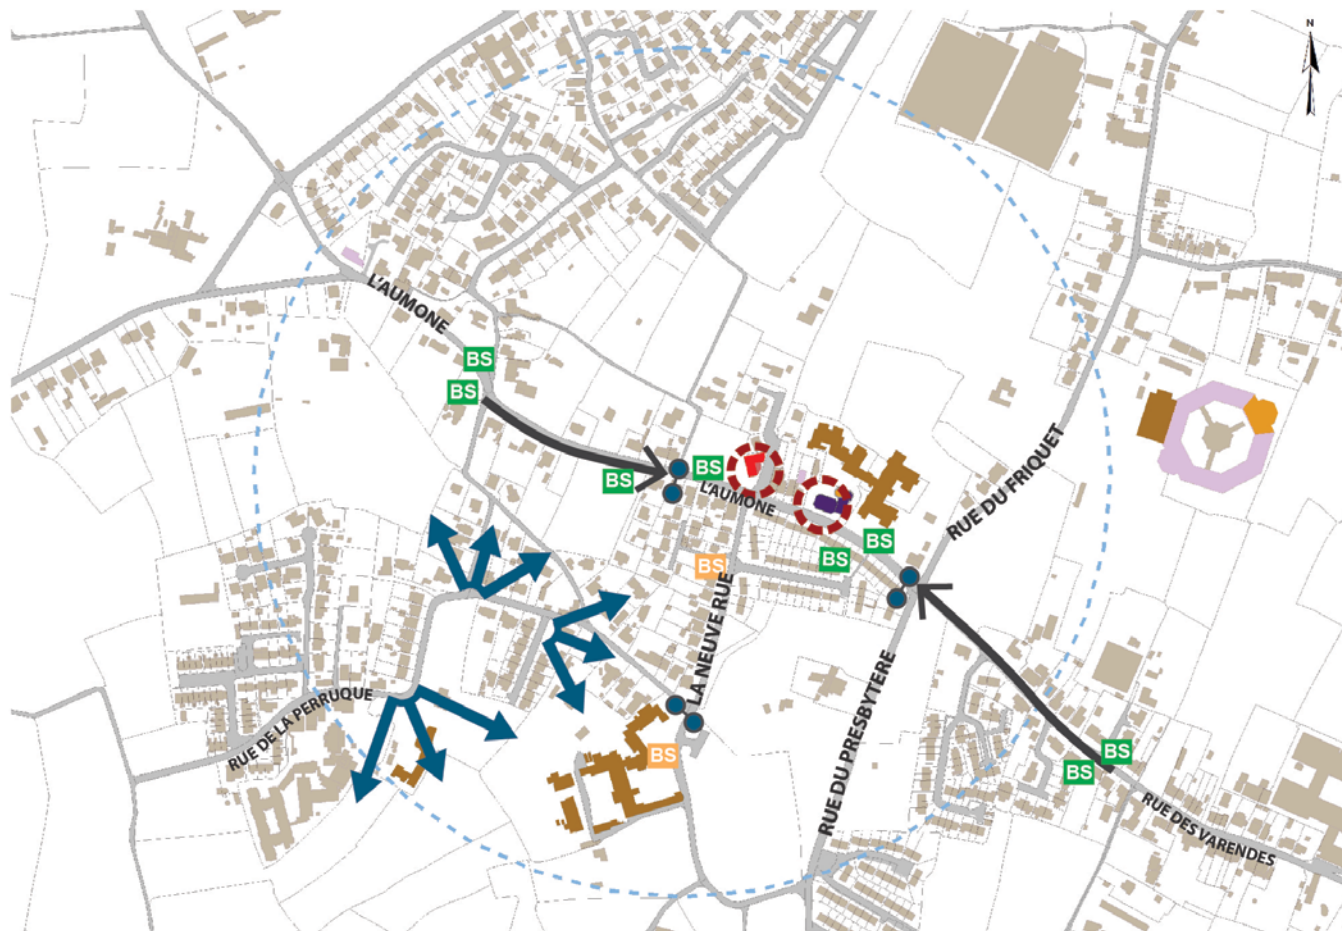 N
L'AUMONE
BS
BS
BS
BS
L'AUMONE
BS
BS
RUE DU FRIQUET
BS
LA NEUVE RUE
RUE DE LA PERRUQUE
RUE DU PRESBYTERE
BS
BS
BS
RUE DES VARENDES